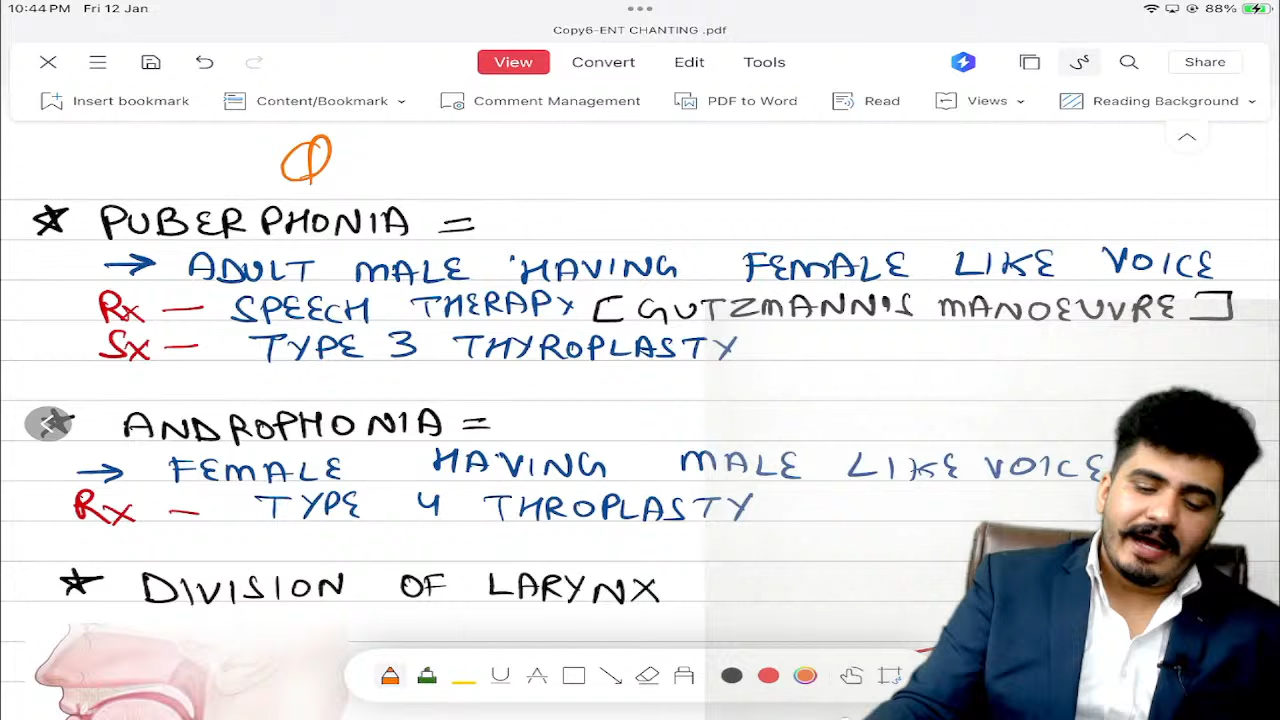 10:44 PM Fri 12 Jan
88%
Copy6-ENT CHANTING .pdf
View Convert Edit Tools Share
Insert bookmark Content/Bookmark Comment Management PDF to Word Read Views Reading Background
PUBERPHONIA =
→ ADULT MALE HAVING FEMALE LIKE VOICE
Rx — SPEECH THERAPY [GUTZMANN'S MANOEUVRE]
Sx — TYPE 3 THYROPLASTY
ANDROPHONIA =
→ FEMALE HAVING MALE LIKE VOICE
Rx — TYPE 4 THROPLASTY
DIVISION OF LARYNX